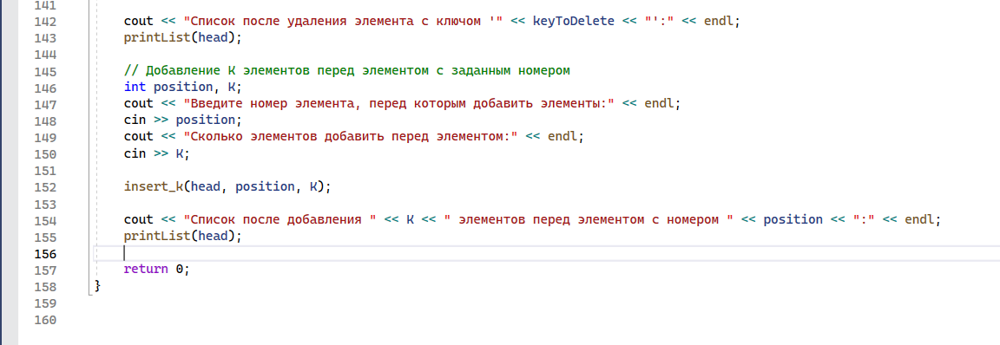 141
142 cout << "Список после удаления элемента с ключом '" << keyToDelete << "':" << endl;
143 printList(head);
144
145 // Добавление К элементов перед элементом с заданным номером
146 int position, K;
147 cout << "Введите номер элемента, перед которым добавить элементы:" << endl;
148 cin >> position;
149 cout << "Сколько элементов добавить перед элементом:" << endl;
150 cin >> K;
151
152 insert_k(head, position, K);
153
154 cout << "Список после добавления " << K << " элементов перед элементом с номером " << position << ":" << endl;
155 printList(head);
156
157 return 0;
158 }
159
160